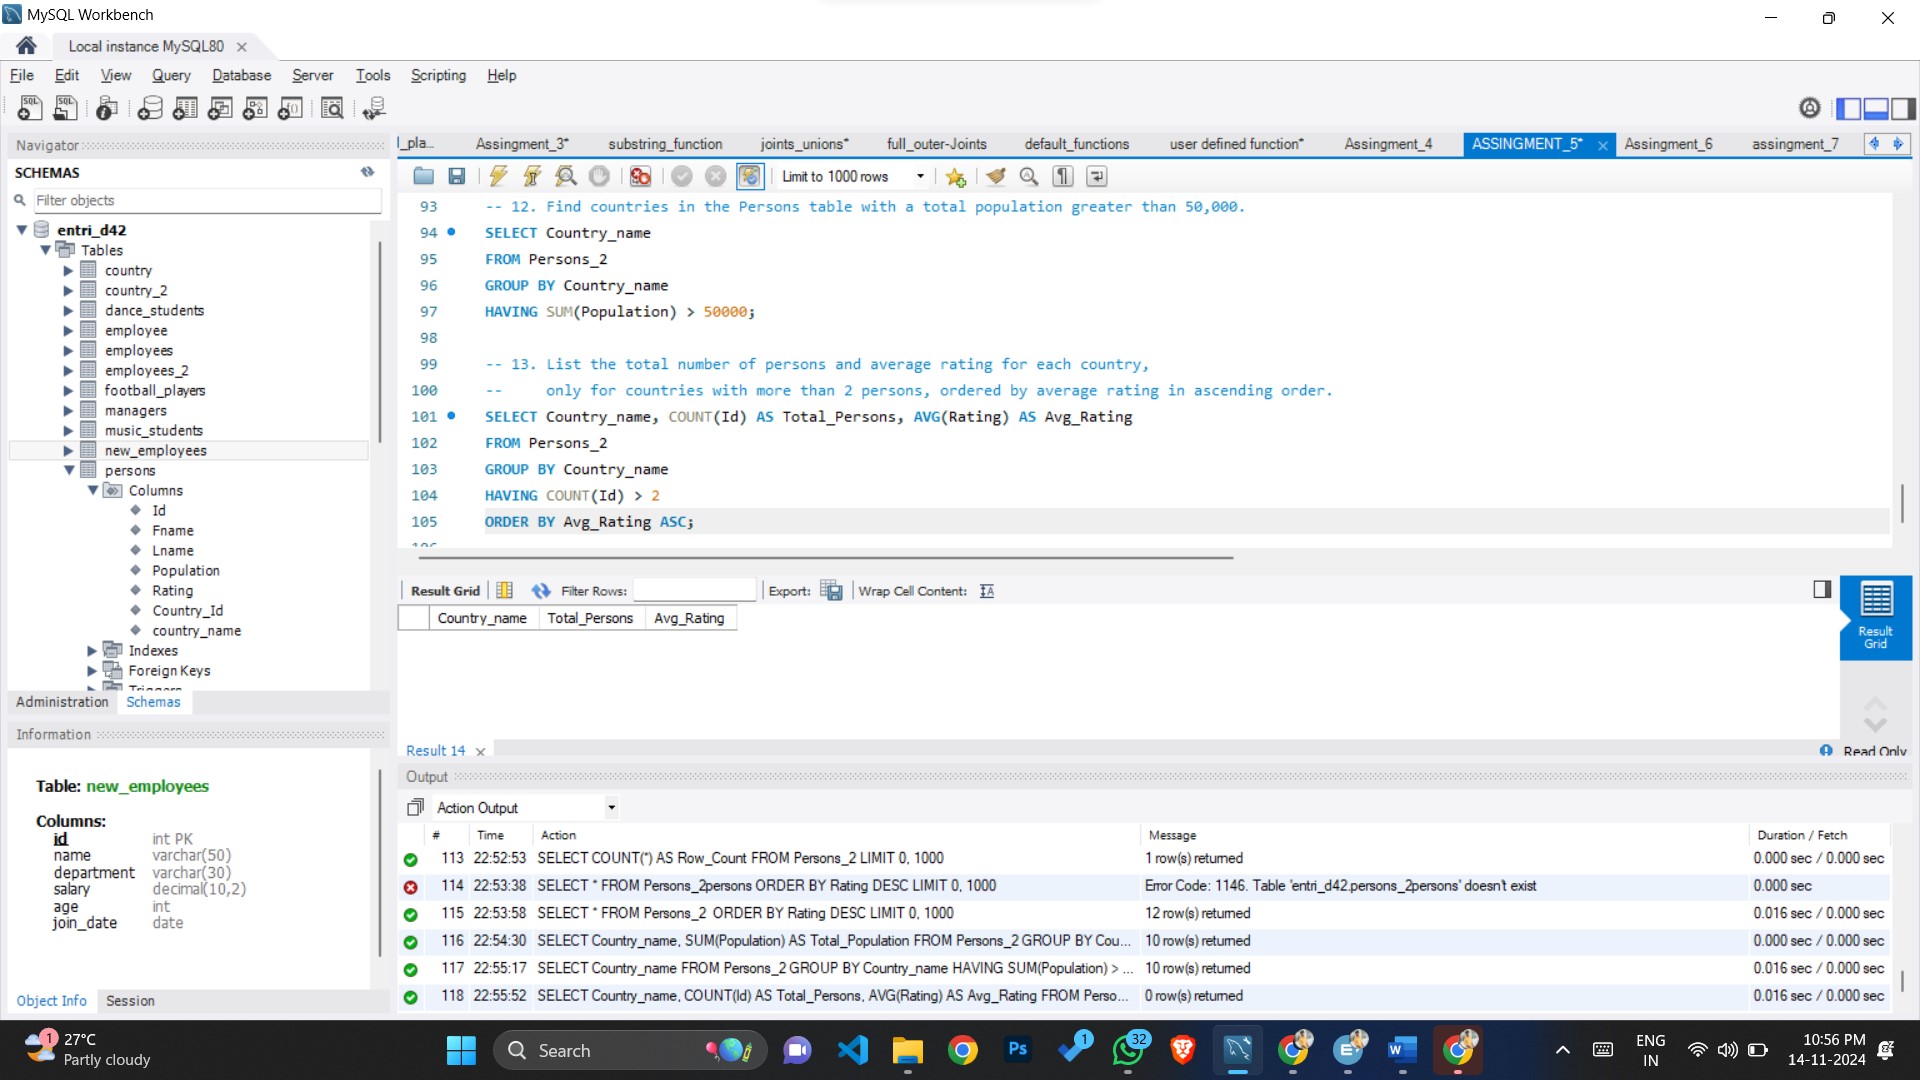 MySQL Workbench
Local instance MySQL80
File Edit View Query Database Server Tools Scripting Help
Navigator
SCHEMAS
Filter objects
entri_d42
Tables
country
country_2
dance_students
employee
employees
employees_2
football_players
managers
music_students
new_employees
persons
Columns
Id
Fname
Lname
Population
Rating
Country_Id
country_name
Indexes
Foreign Keys
Triggers
Administration Schemas
Information
Table: new_employees
Columns:
id int PK
name varchar(50)
department varchar(30)
salary decimal(10,2)
age int
join_date date
Object Info Session
l_pla... Assingment_3* substring_function joints_unions* full_outer-Joints default_functions user defined function* Assingment_4 ASSINGMENT_5* Assingment_6 assingment_7
Limit to 1000 rows
93 -- 12. Find countries in the Persons table with a total population greater than 50,000.
94 SELECT Country_name
95 FROM Persons_2
96 GROUP BY Country_name
97 HAVING SUM(Population) > 50000;
98
99 -- 13. List the total number of persons and average rating for each country,
100 -- only for countries with more than 2 persons, ordered by average rating in ascending order.
101 SELECT Country_name, COUNT(Id) AS Total_Persons, AVG(Rating) AS Avg_Rating
102 FROM Persons_2
103 GROUP BY Country_name
104 HAVING COUNT(Id) > 2
105 ORDER BY Avg_Rating ASC;
106
Result Grid Filter Rows: Export: Wrap Cell Content:
Country_name Total_Persons Avg_Rating
Result Grid
Result 14
Read Only
Output
Action Output
# Time Action Message Duration / Fetch
113 22:52:53 SELECT COUNT(*) AS Row_Count FROM Persons_2 LIMIT 0, 1000 1 row(s) returned 0.000 sec / 0.000 sec
114 22:53:38 SELECT * FROM Persons_2persons ORDER BY Rating DESC LIMIT 0, 1000 Error Code: 1146. Table 'entri_d42.persons_2persons' doesn't exist 0.000 sec
115 22:53:58 SELECT * FROM Persons_2 ORDER BY Rating DESC LIMIT 0, 1000 12 row(s) returned 0.016 sec / 0.000 sec
116 22:54:30 SELECT Country_name, SUM(Population) AS Total_Population FROM Persons_2 GROUP BY Cou... 10 row(s) returned 0.000 sec / 0.000 sec
117 22:55:17 SELECT Country_name FROM Persons_2 GROUP BY Country_name HAVING SUM(Population) > ... 10 row(s) returned 0.016 sec / 0.000 sec
118 22:55:52 SELECT Country_name, COUNT(Id) AS Total_Persons, AVG(Rating) AS Avg_Rating FROM Perso... 0 row(s) returned 0.016 sec / 0.000 sec
1 27°C
Partly cloudy
Search
Ps
1
32
ENG
IN
10:56 PM
14-11-2024